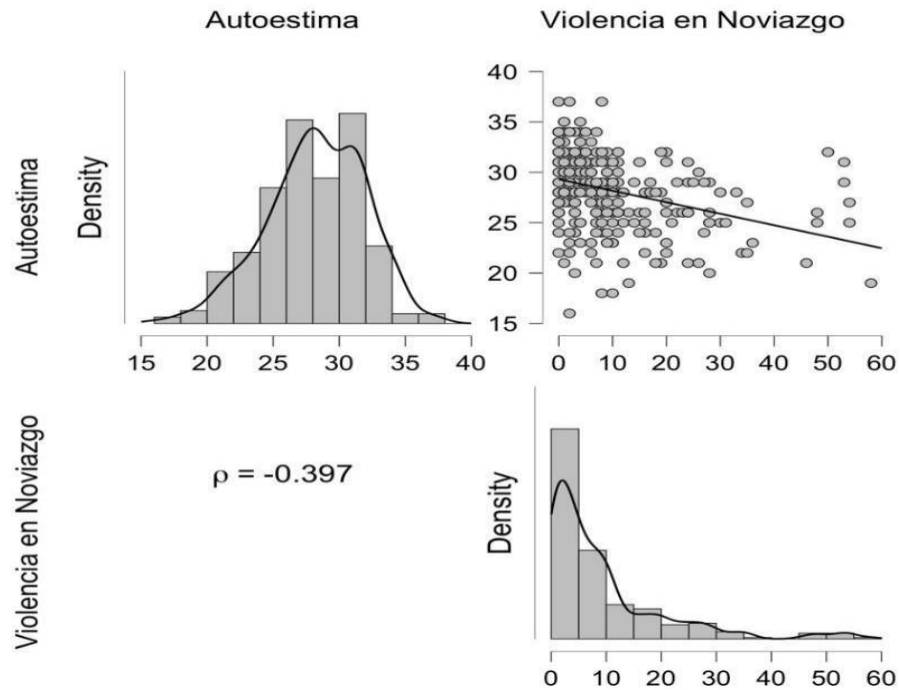 Autoestima
Violencia en Noviazgo
Autoestima
Density
40
35
30
25
20
15
15 20 25 30 35 40
0 10 20 30 40 50 60
Violencia en Noviazgo
ρ = -0.397
Density
0 10 20 30 40 50 60